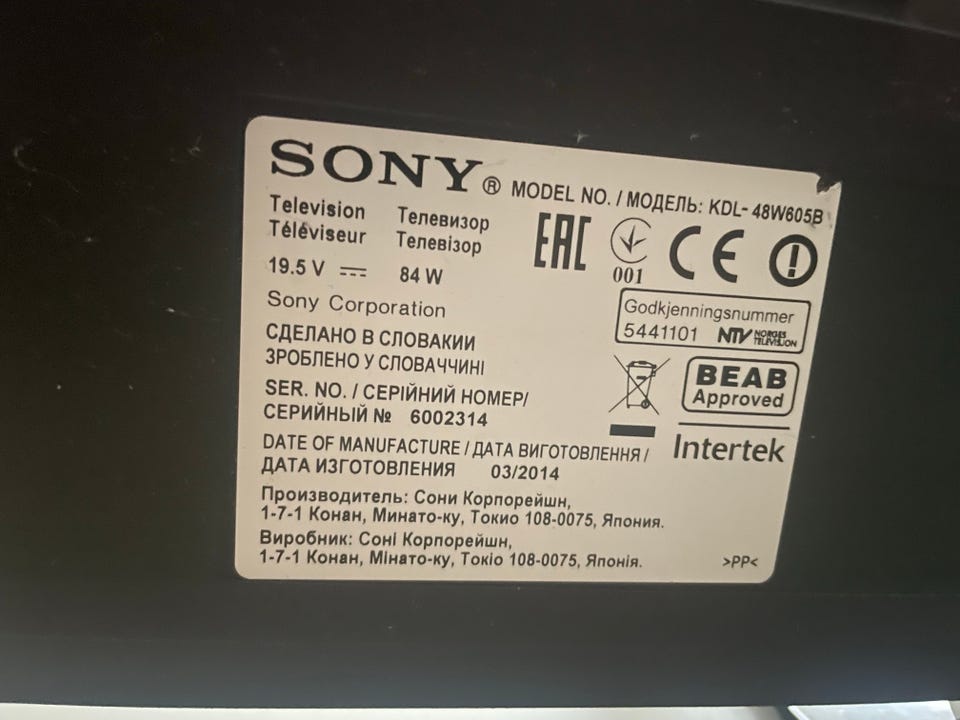 SONY® MODEL NO. / МОДЕЛЬ: KDL-48W605B
Television Телевизор
Téléviseur Телевізор
19.5 V 84 W
EAC
001
CE
Sony Corporation
Godkjenningsnummer
5441101 NTV NORGES TELEVISJON
СДЕЛАНО В СЛОВАКИИ
ЗРОБЛЕНО У СЛОВАЧЧИНІ
BEAB
Approved
SER. NO. / СЕРІЙНИЙ НОМЕР/
СЕРИЙНЫЙ № 6002314
Intertek
DATE OF MANUFACTURE / ДАТА ВИГОТОВЛЕННЯ /
ДАТА ИЗГОТОВЛЕНИЯ 03/2014
Производитель: Сони Корпорейшн,
1-7-1 Конан, Минато-ку, Токио 108-0075, Япония.
Виробник: Соні Корпорейшн,
1-7-1 Конан, Мінато-ку, Токіо 108-0075, Японія.
>PP<